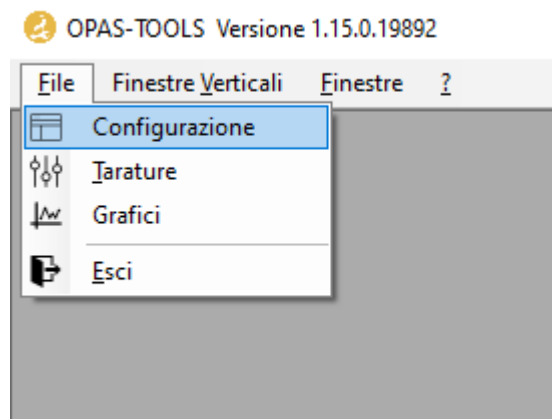 OPAS-TOOLS Versione 1.15.0.19892
File Finestre Verticali Finestre ?
Configurazione
Tarature
Grafici
Esci